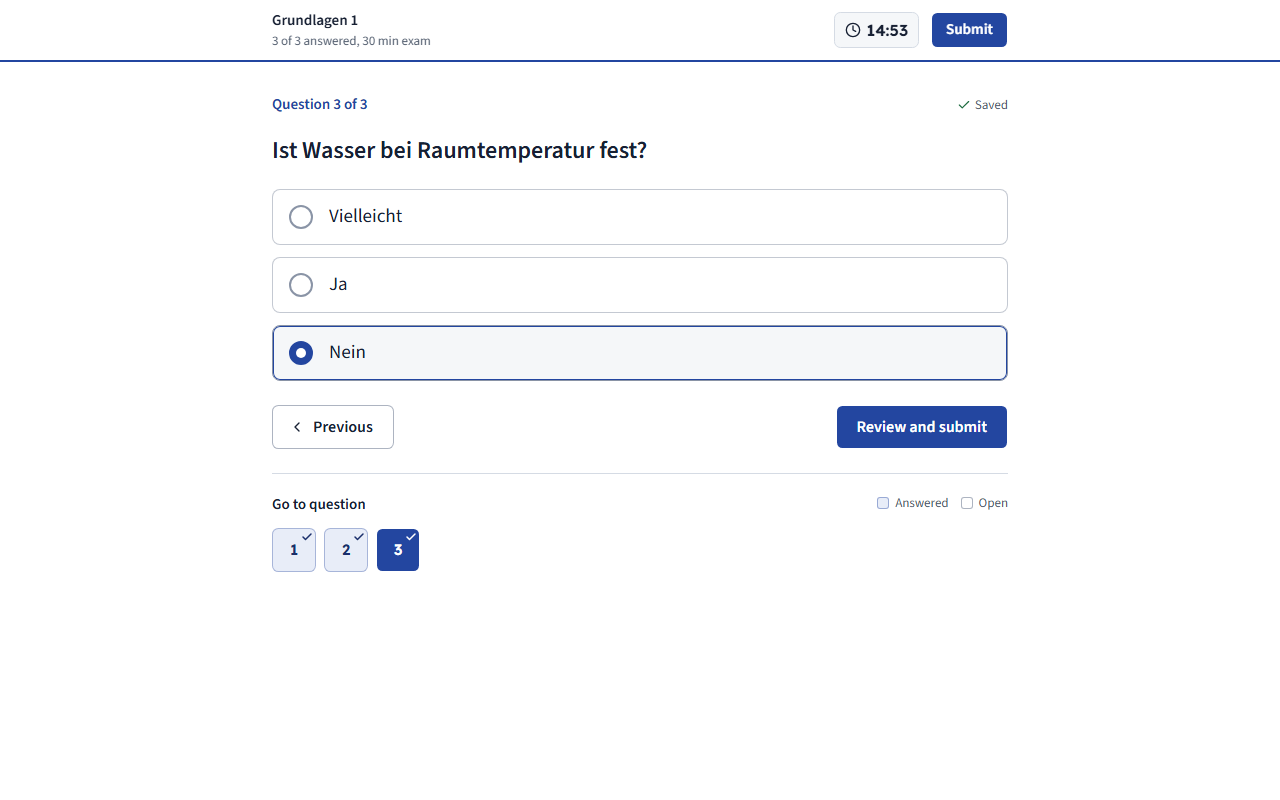 Grundlagen 1
3 of 3 answered, 30 min exam
14:53
Submit
Question 3 of 3
Saved
Ist Wasser bei Raumtemperatur fest?
Vielleicht
Ja
Nein
Previous
Review and submit
Go to question
Answered
Open
1
2
3